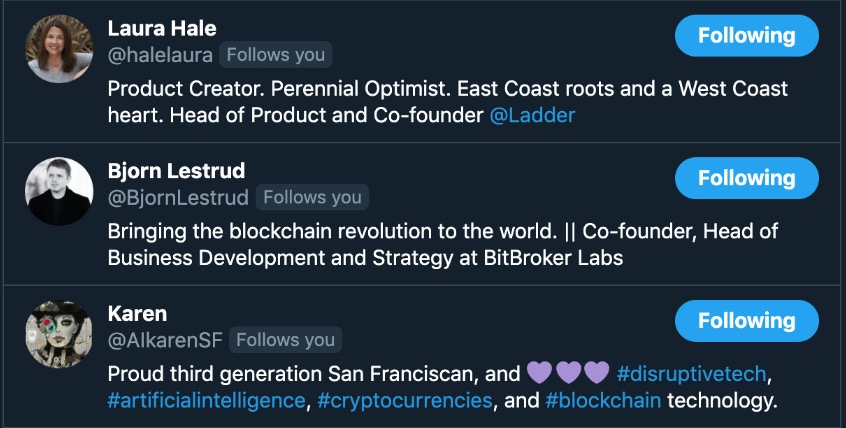 Laura Hale
Following
@halelaura Follows you
Product Creator. Perennial Optimist. East Coast roots and a West Coast
heart. Head of Product and Co-founder @Ladder
Bjorn Lestrud
Following
@BjornLestrud Follows you
Bringing the blockchain revolution to the world. || Co-founder, Head of
Business Development and Strategy at BitBroker Labs
Karen
Following
@AIkarenSF Follows you
Proud third generation San Franciscan, and 💜💜💜 #disruptivetech,
#artificialintelligence, #cryptocurrencies, and #blockchain technology.